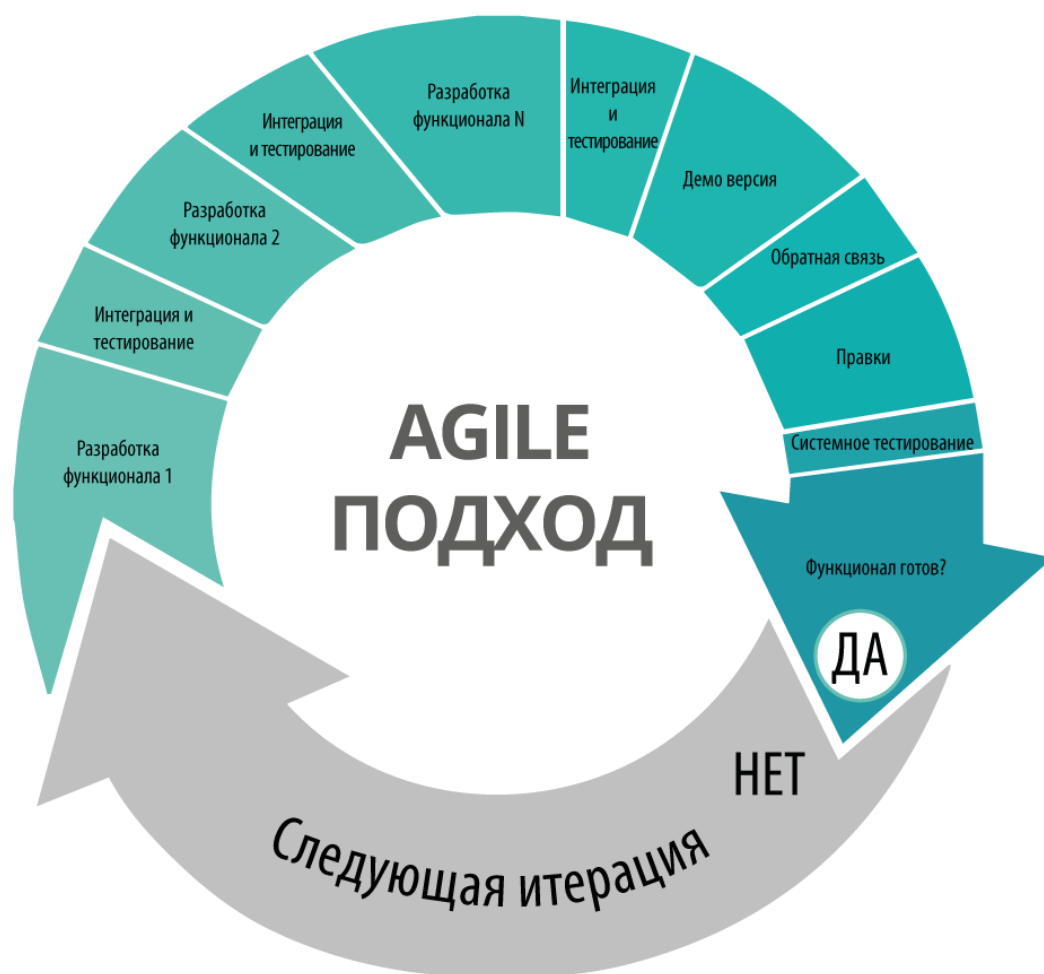 Разработка
функционала 1
Интеграция и
тестирование
Разработка
функционала 2
Интеграция
и тестирование
Разработка
функционала N
Интеграция
и
тестирование
Демо версия
Обратная связь
Правки
Системное тестирование
Функционал готов?
ДА
НЕТ
Следующая итерация
AGILE
ПОДХОД